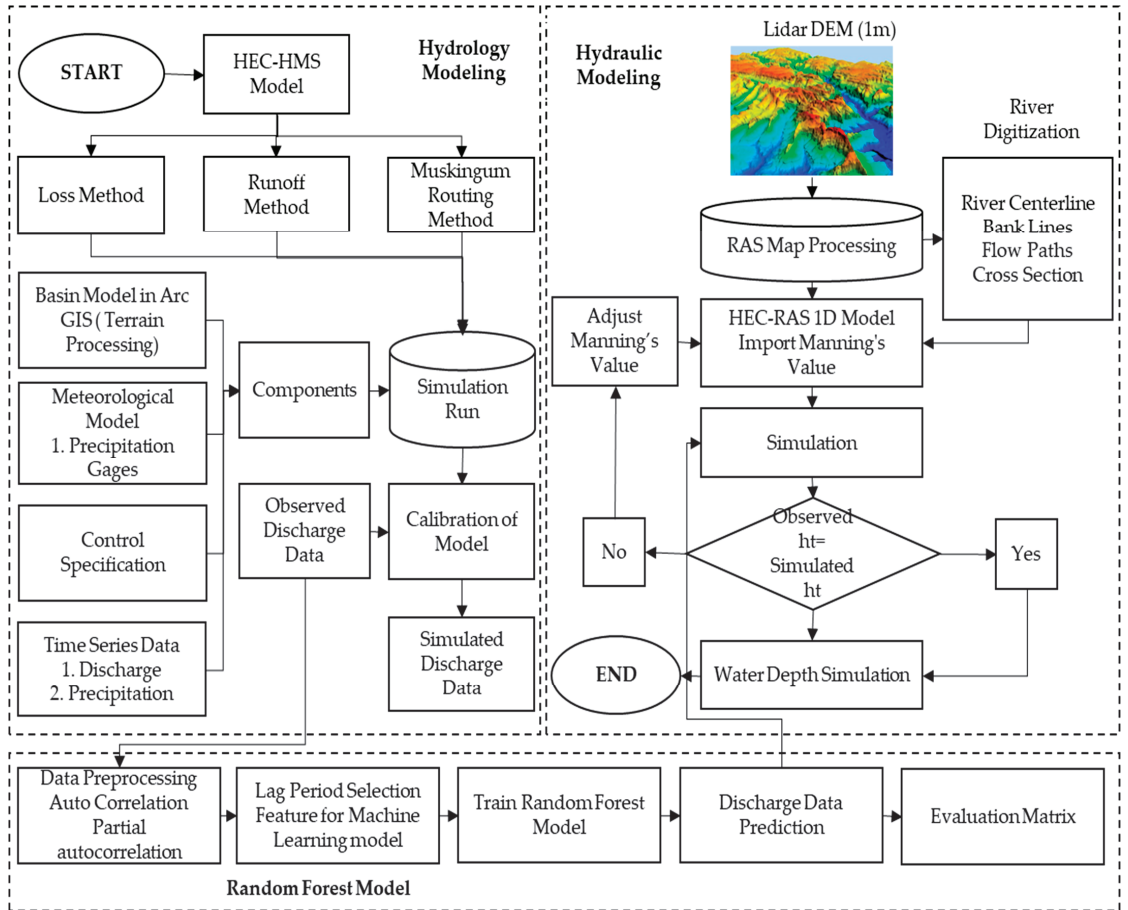 Hydrology
Modeling
START
HEC-HMS
Model
Loss Method
Runoff
Method
Muskingum
Routing
Method
Basin Model in Arc
GIS ( Terrain
Processing)
Meteorological
Model
1. Precipitation
Gages
Control
Specification
Time Series Data
1. Discharge
2. Precipitation
Components
Simulation
Run
Observed
Discharge
Data
Calibration of
Model
Simulated
Discharge
Data
Hydraulic
Modeling
Lidar DEM (1m)
River
Digitization
RAS Map Processing
River Centerline
Bank Lines
Flow Paths
Cross Section
Adjust
Manning’s
Value
HEC-RAS 1D Model
Import Manning's
Value
Simulation
Observed
ht=
Simulated
ht
No
Yes
Water Depth Simulation
END
Data Preprocessing
Auto Correlation
Partial
autocorrelation
Lag Period Selection
Feature for Machine
Learning model
Train Random Forest
Model
Discharge Data
Prediction
Evaluation Matrix
Random Forest Model